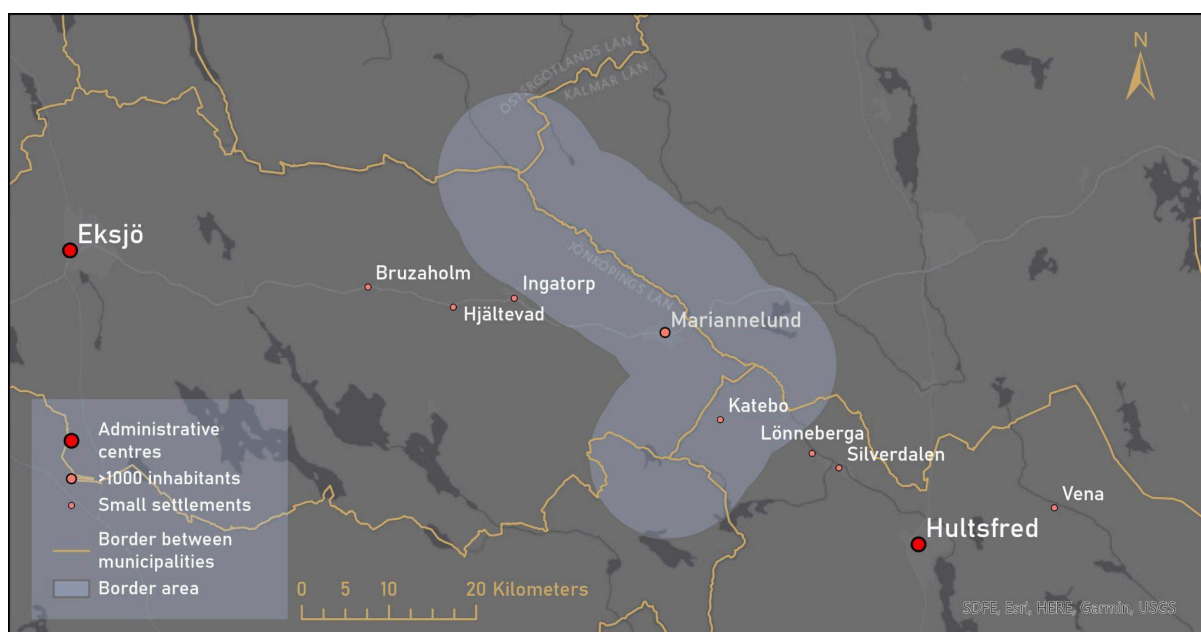 ÖSTERGÖTLANDS LÄN
KALMAR LÄN
N
Eksjö
JÖNKÖPINGS LÄN
Bruzaholm
Ingatorp
Hjältevad
Mariannelund
Katebo
Lönneberga
Silverdalen
Vena
Hultsfred
Administrative
centres
>1000 inhabitants
Small settlements
Border between
municipalities
Border area
0 5 10 20 Kilometers
SDFE, Esri, HERE, Garmin, USGS